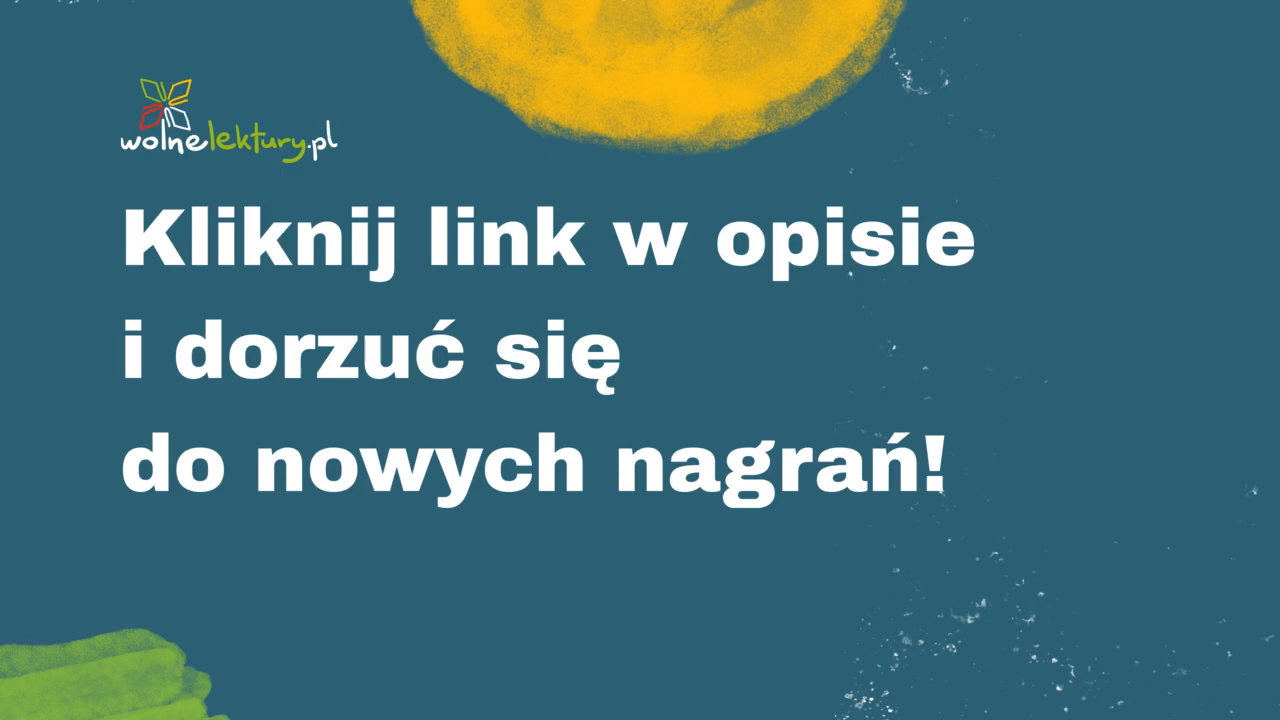 wolnelektury.pl
Kliknij link w opisie
i dorzuć się
do nowych nagrań!